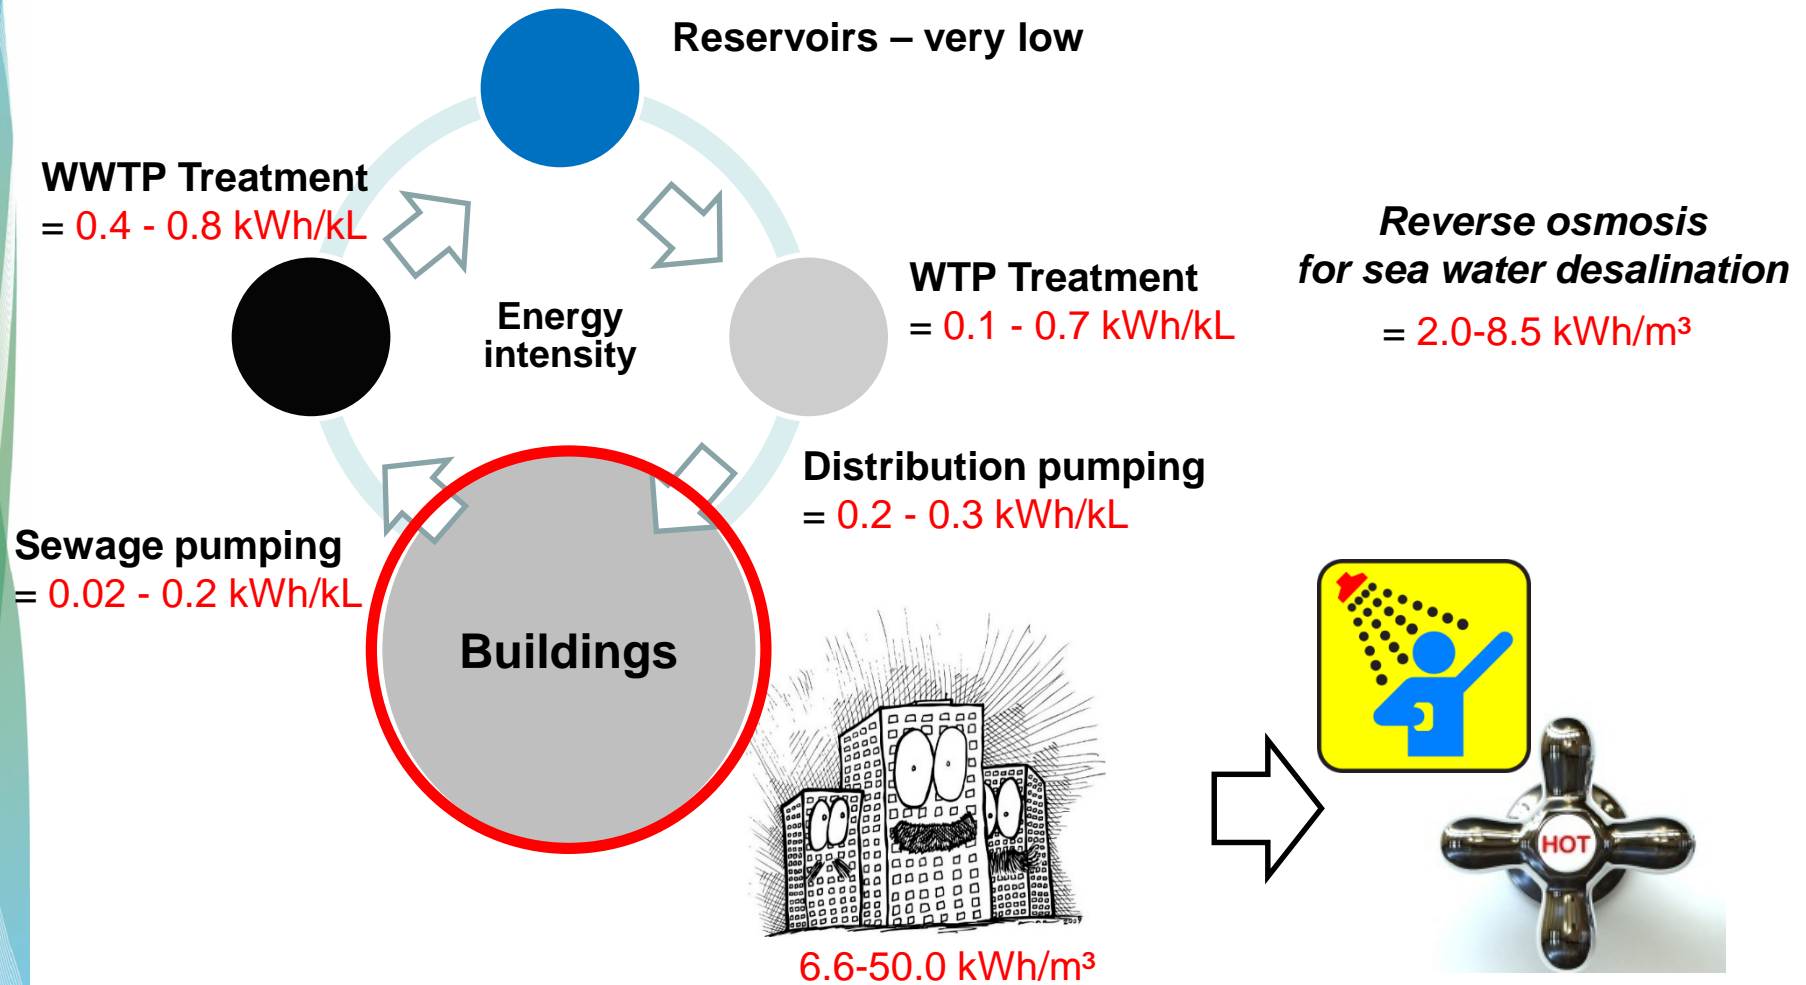 Reservoirs – very low
WWTP Treatment
= 0.4 - 0.8 kWh/kL
Energy
intensity
WTP Treatment
= 0.1 - 0.7 kWh/kL
Reverse osmosis
for sea water desalination
= 2.0-8.5 kWh/m³
Distribution pumping
= 0.2 - 0.3 kWh/kL
Sewage pumping
= 0.02 - 0.2 kWh/kL
Buildings
HOT
6.6-50.0 kWh/m³